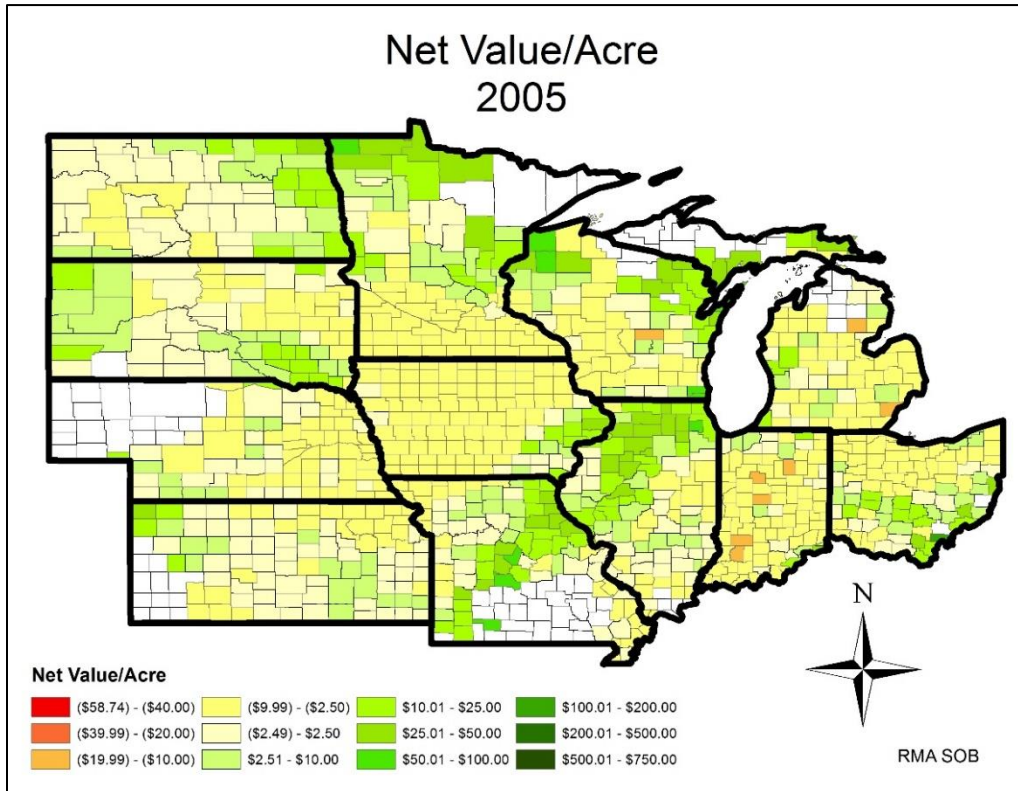 Net Value/Acre
2005
N
Net Value/Acre
($58.74) - ($40.00) ($9.99) - ($2.50) $10.01 - $25.00 $100.01 - $200.00
($39.99) - ($20.00) ($2.49) - $2.50 $25.01 - $50.00 $200.01 - $500.00
($19.99) - ($10.00) $2.51 - $10.00 $50.01 - $100.00 $500.01 - $750.00
RMA SOB